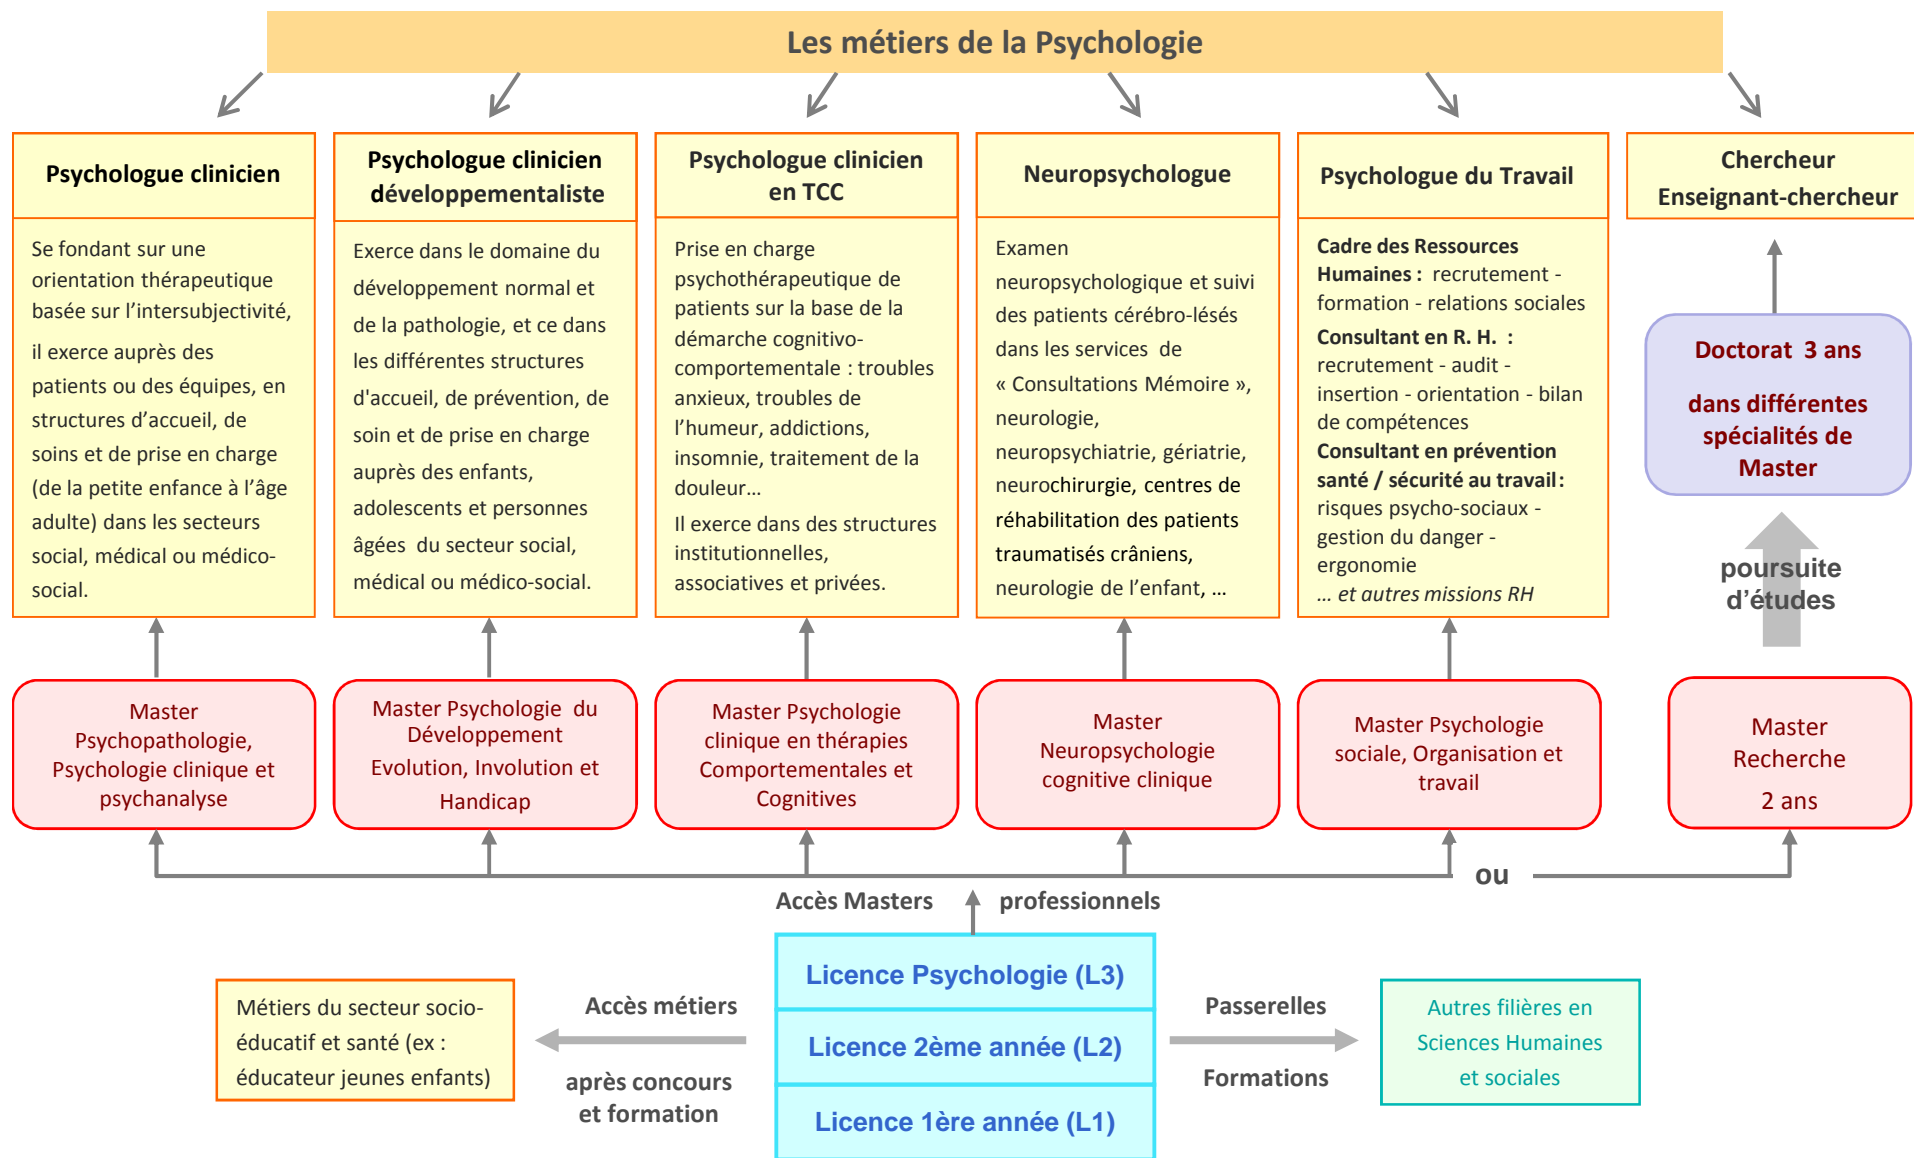 Les métiers de la Psychologie
Psychologue clinicien
Se fondant sur une
orientation thérapeutique
basée sur l’intersubjectivité,
il exerce auprès des
patients ou des équipes, en
structures d’accueil, de
soins et de prise en charge
(de la petite enfance à l’âge
adulte) dans les secteurs
social, médical ou médico-
social.
Psychologue clinicien
développementaliste
Exerce dans le domaine du
développement normal et
de la pathologie, et ce dans
les différentes structures
d'accueil, de prévention, de
soin et de prise en charge
auprès des enfants,
adolescents et personnes
âgées du secteur social,
médical ou médico-social.
Psychologue clinicien
en TCC
Prise en charge
psychothérapeutique de
patients sur la base de la
démarche cognitivo-
comportementale : troubles
anxieux, troubles de
l’humeur, addictions,
insomnie, traitement de la
douleur…
Il exerce dans des structures
institutionnelles,
associatives et privées.
Neuropsychologue
Examen
neuropsychologique et suivi
des patients cérébro-lésés
dans les services de
« Consultations Mémoire »,
neurologie,
neuropsychiatrie, gériatrie,
neurochirurgie, centres de
réhabilitation des patients
traumatisés crâniens,
neurologie de l’enfant, …
Psychologue du Travail
Cadre des Ressources
Humaines : recrutement -
formation - relations sociales
Consultant en R. H. :
recrutement - audit -
insertion - orientation - bilan
de compétences
Consultant en prévention
santé / sécurité au travail :
risques psycho-sociaux -
gestion du danger -
ergonomie
… et autres missions RH
Chercheur
Enseignant-chercheur
Doctorat 3 ans
dans différentes
spécialités de
Master
poursuite
d’études
Master
Psychopathologie,
Psychologie clinique et
psychanalyse
Master Psychologie du
Développement
Evolution, Involution et
Handicap
Master Psychologie
clinique en thérapies
Comportementales et
Cognitives
Master
Neuropsychologie
cognitive clinique
Master Psychologie
sociale, Organisation et
travail
Master
Recherche
2 ans
ou
Accès Masters professionnels
Licence Psychologie (L3)
Licence 2ème année (L2)
Licence 1ère année (L1)
Métiers du secteur socio-
éducatif et santé (ex :
éducateur jeunes enfants)
Accès métiers
après concours
et formation
Passerelles
Formations
Autres filières en
Sciences Humaines
et sociales